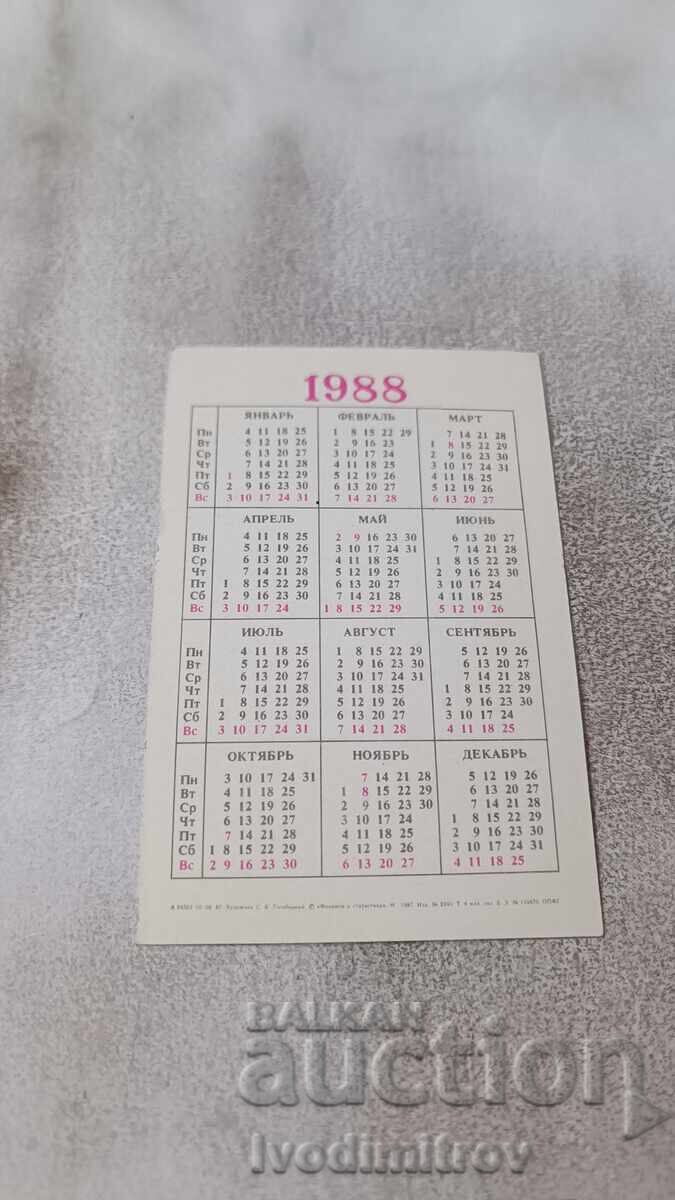 1988
ЯНВАРЬ ФЕВРАЛЬ МАРТ
Пн 4 11 18 25 1 8 15 22 29 7 14 21 28
Вт 5 12 19 26 2 9 16 23 1 8 15 22 29
Ср 6 13 20 27 3 10 17 24 2 9 16 23 30
Чт 7 14 21 28 4 11 18 25 3 10 17 24 31
Пт 1 8 15 22 29 5 12 19 26 4 11 18 25
Сб 2 9 16 23 30 6 13 20 27 5 12 19 26
Вс 3 10 17 24 31 7 14 21 28 6 13 20 27
АПРЕЛЬ МАЙ ИЮНЬ
Пн 4 11 18 25 2 9 16 23 30 6 13 20 27
Вт 5 12 19 26 3 10 17 24 31 7 14 21 28
Ср 6 13 20 27 4 11 18 25 1 8 15 22 29
Чт 7 14 21 28 5 12 19 26 2 9 16 23 30
Пт 1 8 15 22 29 6 13 20 27 3 10 17 24
Сб 2 9 16 23 30 7 14 21 28 4 11 18 25
Вс 3 10 17 24 1 8 15 22 29 5 12 19 26
ИЮЛЬ АВГУСТ СЕНТЯБРЬ
Пн 4 11 18 25 1 8 15 22 29 5 12 19 26
Вт 5 12 19 26 2 9 16 23 30 6 13 20 27
Ср 6 13 20 27 3 10 17 24 31 7 14 21 28
Чт 7 14 21 28 4 11 18 25 1 8 15 22 29
Пт 1 8 15 22 29 5 12 19 26 2 9 16 23 30
Сб 2 9 16 23 30 6 13 20 27 3 10 17 24
Вс 3 10 17 24 31 7 14 21 28 4 11 18 25
ОКТЯБРЬ НОЯБРЬ ДЕКАБРЬ
Пн 3 10 17 24 31 7 14 21 28 5 12 19 26
Вт 4 11 18 25 1 8 15 22 29 6 13 20 27
Ср 5 12 19 26 2 9 16 23 30 7 14 21 28
Чт 6 13 20 27 3 10 17 24 1 8 15 22 29
Пт 7 14 21 28 4 11 18 25 2 9 16 23 30
Сб 1 8 15 22 29 5 12 19 26 3 10 17 24 31
Вс 2 9 16 23 30 6 13 20 27 4 11 18 25
BALKAN
auction
Ivodimitrov